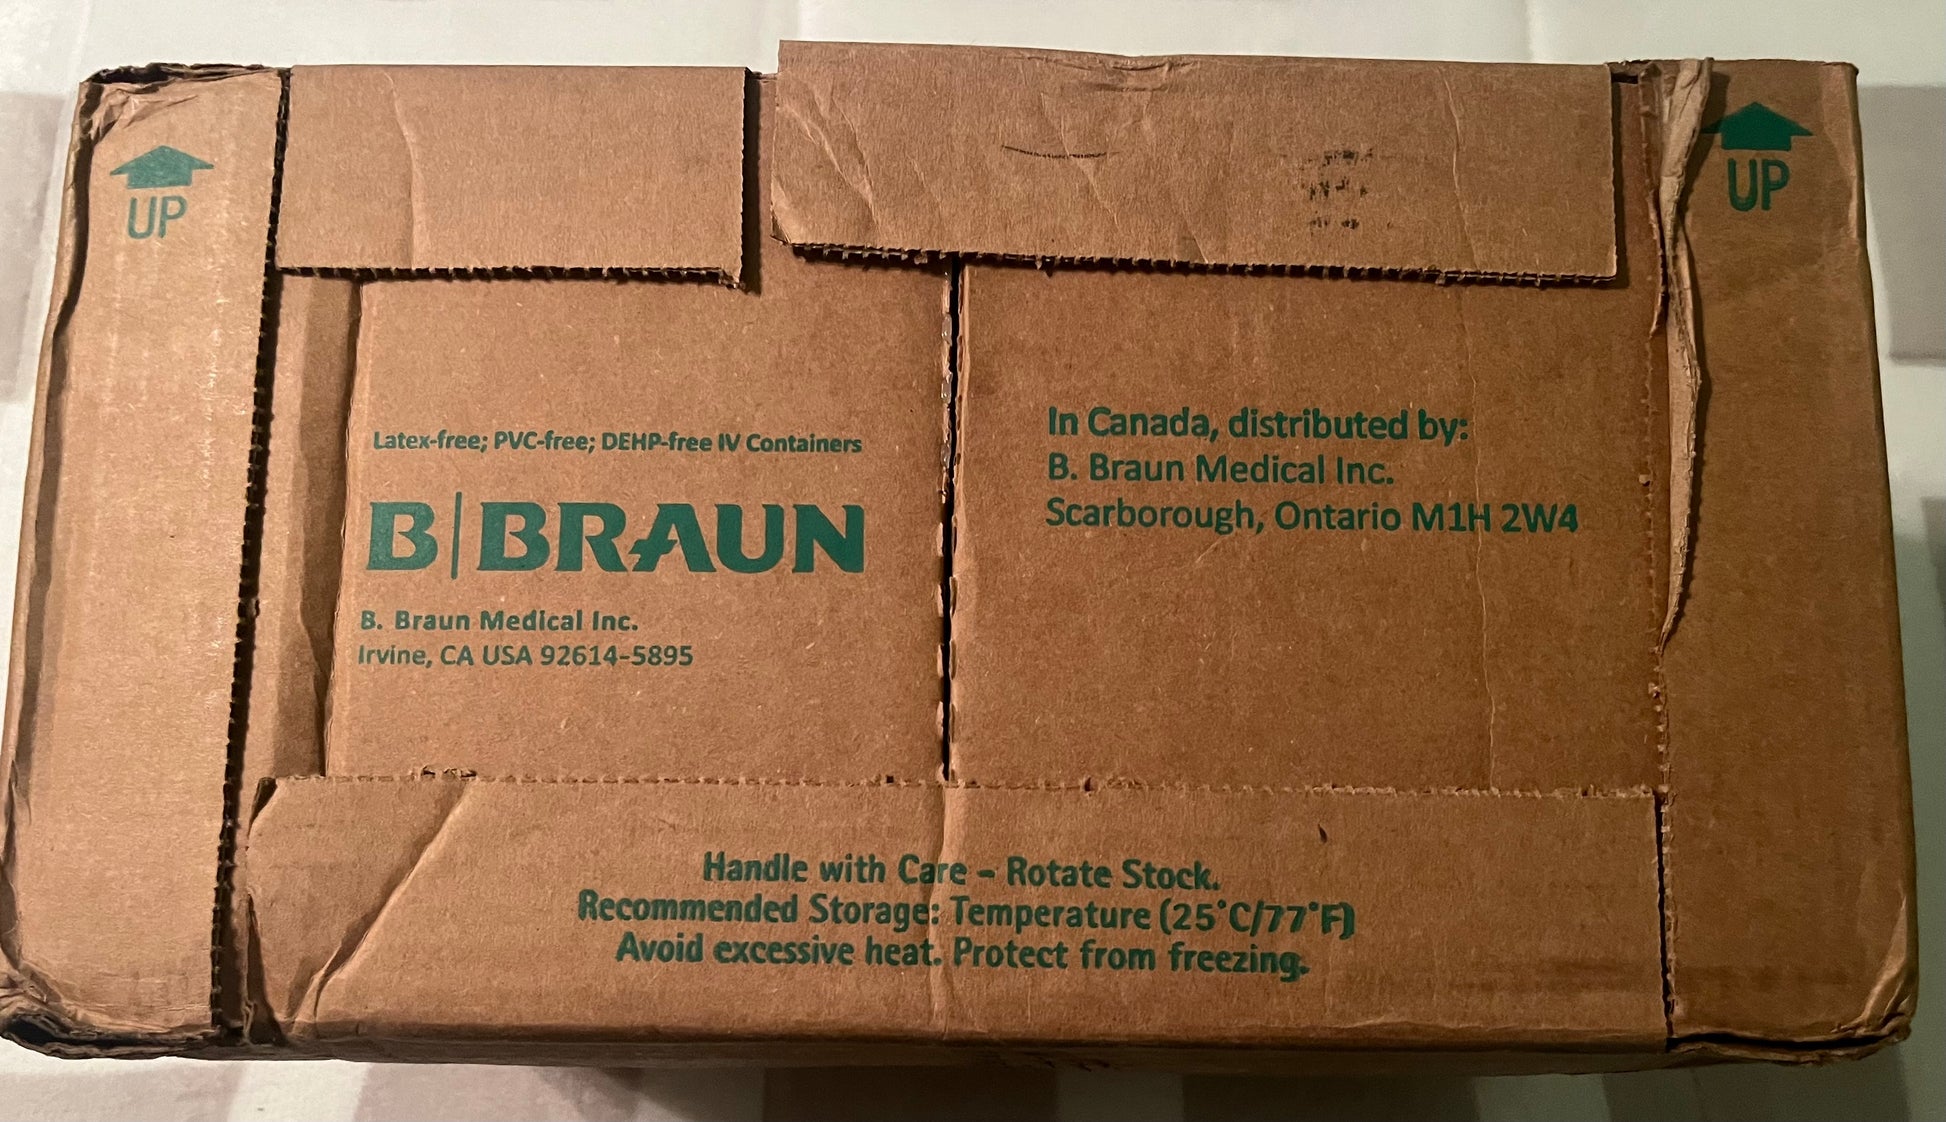 UP
UP
Latex-free; PVC-free; DEHP-free IV Containers
B|BRAUN
B. Braun Medical Inc.
Irvine, CA USA 92614-5895
In Canada, distributed by:
B. Braun Medical Inc.
Scarborough, Ontario M1H 2W4
Handle with Care – Rotate Stock.
Recommended Storage: Temperature (25°C/77°F)
Avoid excessive heat. Protect from freezing.